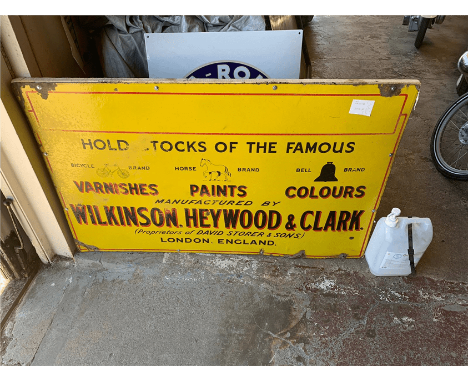 -RO
HOLD STOCKS OF THE FAMOUS
BICYCLE BRAND HORSE BRAND BELL BRAND
VARNISHES PAINTS COLOURS
MANUFACTURED BY
WILKINSON, HEYWOOD & CLARK.
(Proprietors of DAVID STORER & SONS)
LONDON. ENGLAND.